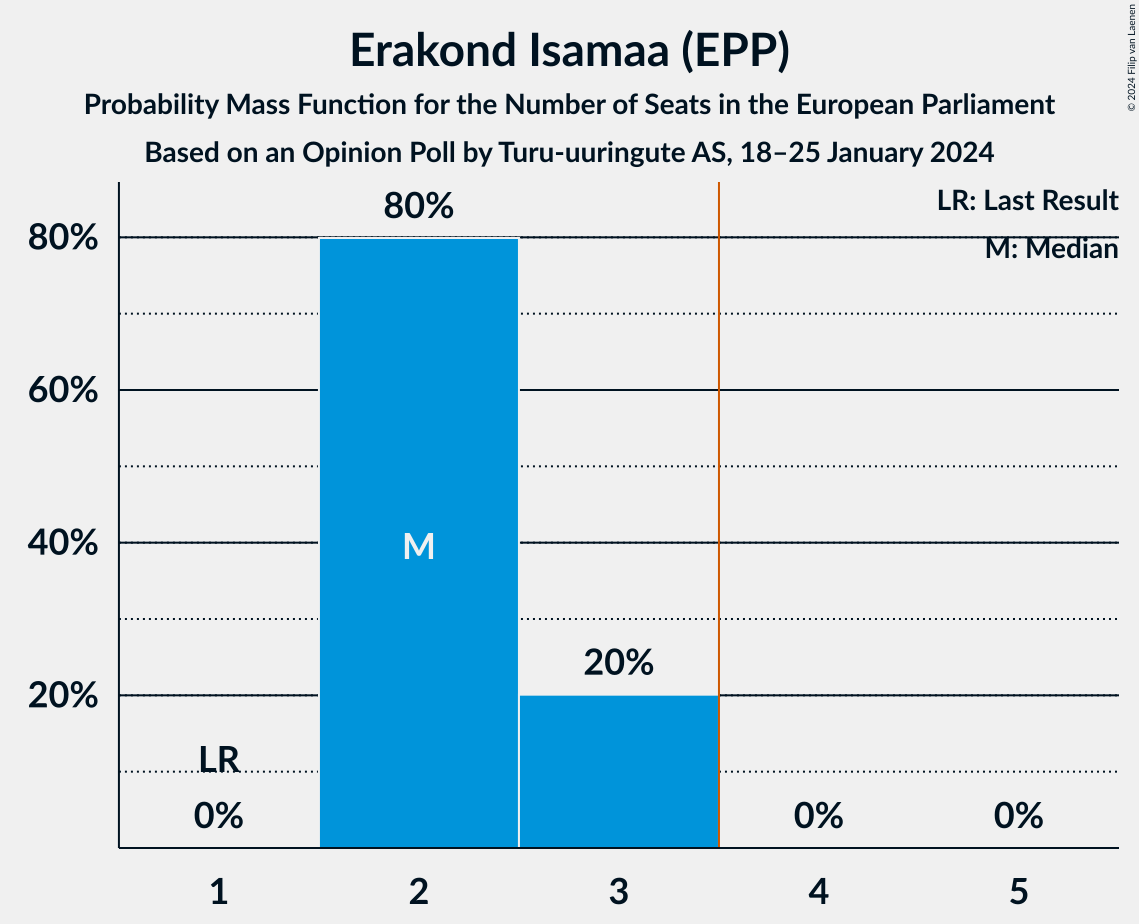 Erakond Isamaa (EPP)
Probability Mass Function for the Number of Seats in the European Parliament
Based on an Opinion Poll by Turu-uuringute AS, 18–25 January 2024
© 2024 Filip van Laenen
LR: Last Result
M: Median
80%
60%
40%
20%
80%
M
20%
LR
0%
0%
0%
1
2
3
4
5